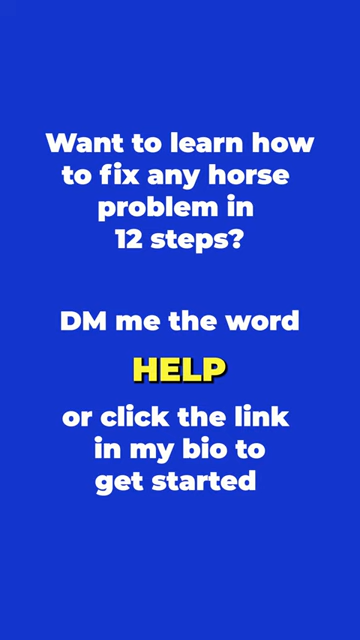 Want to learn how
to fix any horse
problem in
12 steps?
DM me the word
HELP
or click the link
in my bio to
get started